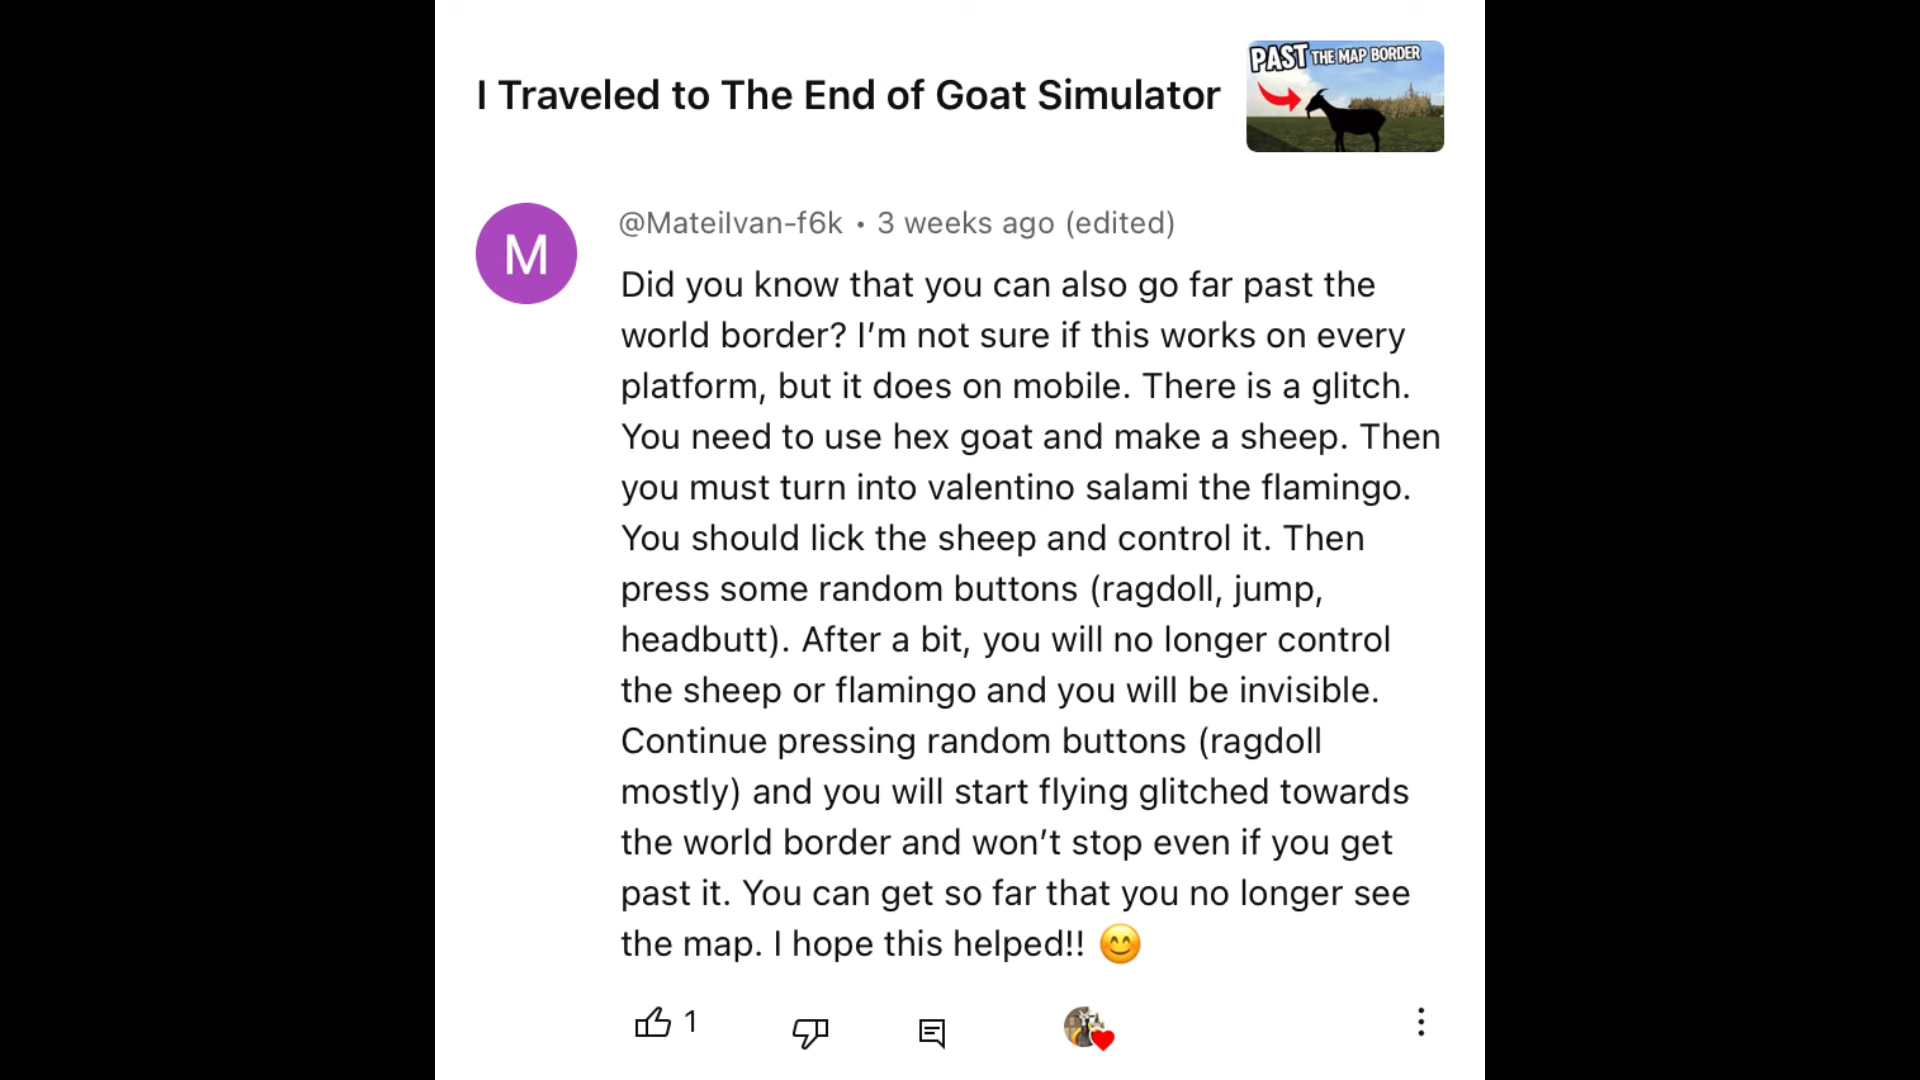 I Traveled to The End of Goat Simulator
PAST THE MAP BORDER
M
@MateiIvan-f6k • 3 weeks ago (edited)
Did you know that you can also go far past the
world border? I’m not sure if this works on every
platform, but it does on mobile. There is a glitch.
You need to use hex goat and make a sheep. Then
you must turn into valentino salami the flamingo.
You should lick the sheep and control it. Then
press some random buttons (ragdoll, jump,
headbutt). After a bit, you will no longer control
the sheep or flamingo and you will be invisible.
Continue pressing random buttons (ragdoll
mostly) and you will start flying glitched towards
the world border and won’t stop even if you get
past it. You can get so far that you no longer see
the map. I hope this helped!! 😊
1